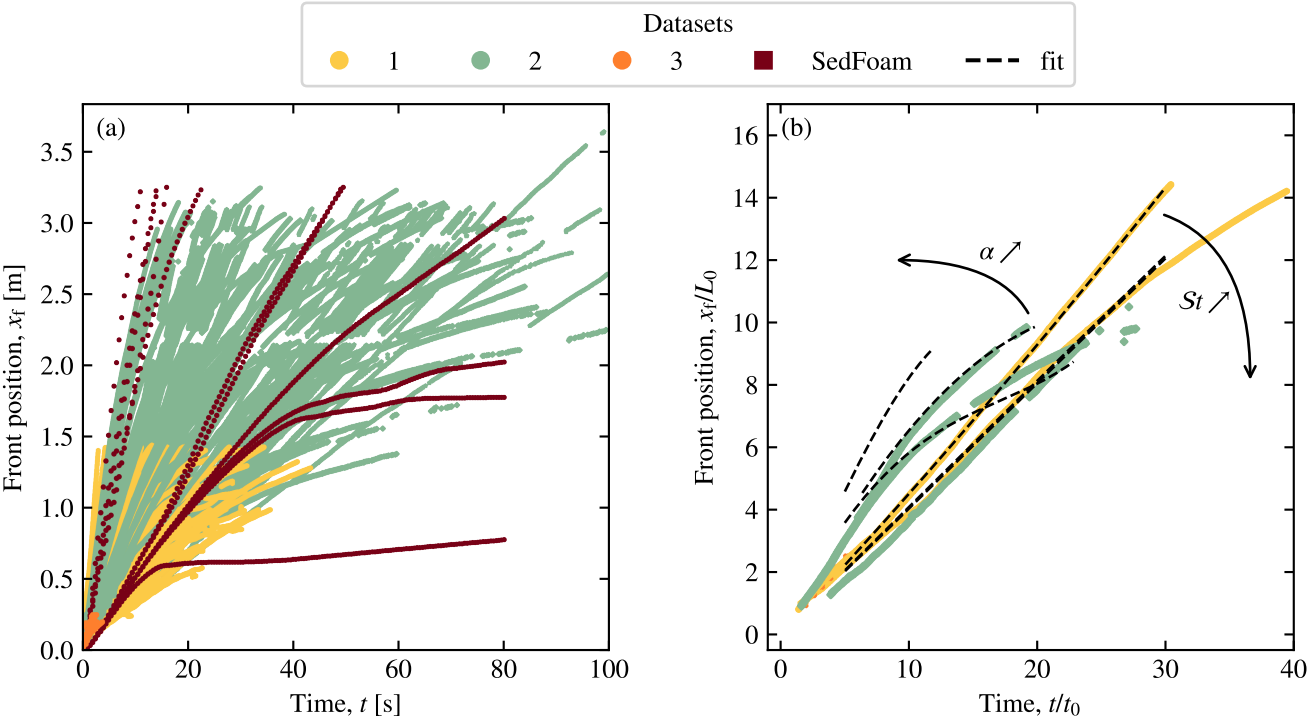 Datasets
1 2 3 SedFoam fit
(a)
Front position, x_f [m]
3.5
3.0
2.5
2.0
1.5
1.0
0.5
0.0
0 20 40 60 80 100
Time, t [s]
(b)
Front position, x_f/L_0
16
14
12
10
8
6
4
2
0
α ↗
St ↗
0 10 20 30 40
Time, t/t_0